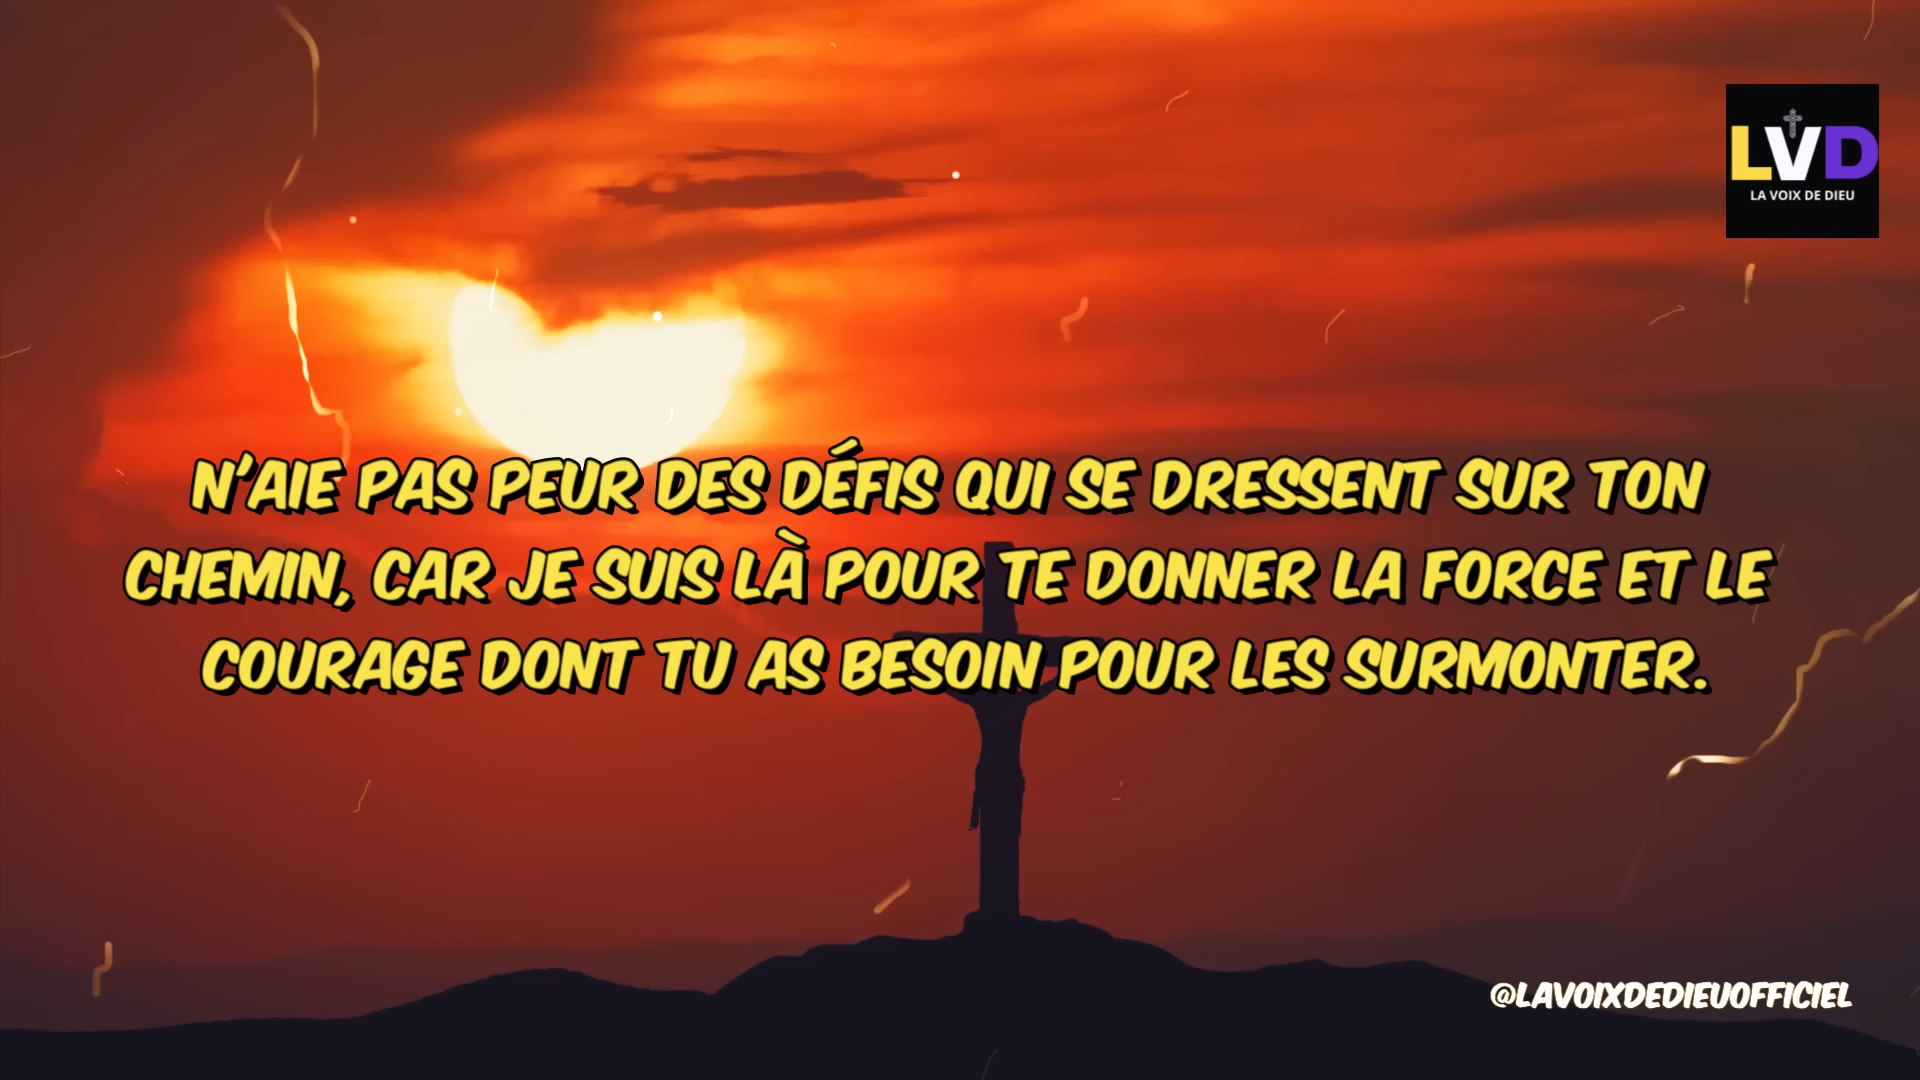 LVD
LA VOIX DE DIEU
N'AIE PAS PEUR DES DÉFIS QUI SE DRESSENT SUR TON
CHEMIN, CAR JE SUIS LÀ POUR TE DONNER LA FORCE ET LE
COURAGE DONT TU AS BESOIN POUR LES SURMONTER.
@LAVOIXDEDIEUOFFICIEL